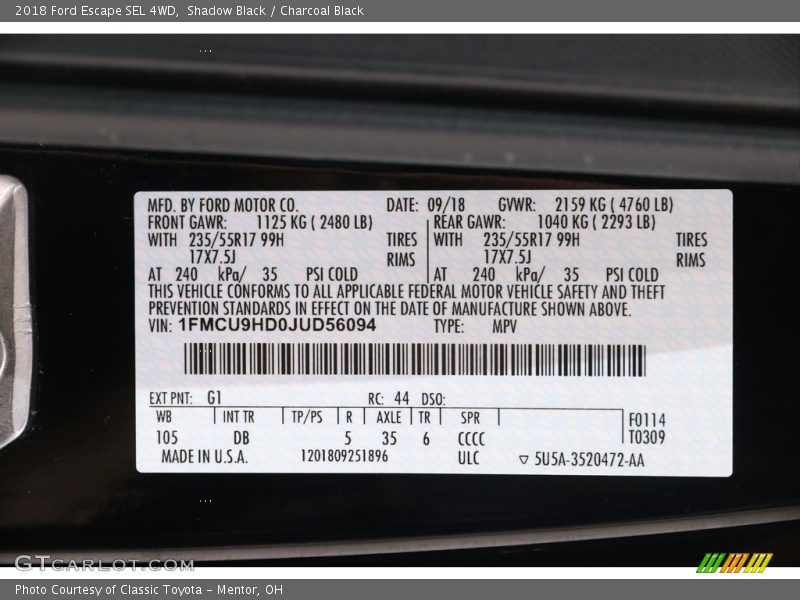 2018 Ford Escape SEL 4WD, Shadow Black / Charcoal Black
MFD. BY FORD MOTOR CO. DATE: 09/18 GVWR: 2159 KG ( 4760 LB)
FRONT GAWR: 1125 KG ( 2480 LB) REAR GAWR: 1040 KG ( 2293 LB)
WITH 235/55R17 99H TIRES WITH 235/55R17 99H TIRES
17X7.5J RIMS 17X7.5J RIMS
AT 240 kPa/ 35 PSI COLD AT 240 kPa/ 35 PSI COLD
THIS VEHICLE CONFORMS TO ALL APPLICABLE FEDERAL MOTOR VEHICLE SAFETY AND THEFT
PREVENTION STANDARDS IN EFFECT ON THE DATE OF MANUFACTURE SHOWN ABOVE.
VIN: 1FMCU9HD0JUD56094 TYPE: MPV
EXT PNT: G1 RC: 44 DSO:
WB INT TR TP/PS R AXLE TR SPR F0114
105 DB 5 35 6 CCCC T0309
MADE IN U.S.A. 1201809251896 ULC ▽ 5U5A-3520472-AA
GTCARLOT.COM
Photo Courtesy of Classic Toyota - Mentor, OH